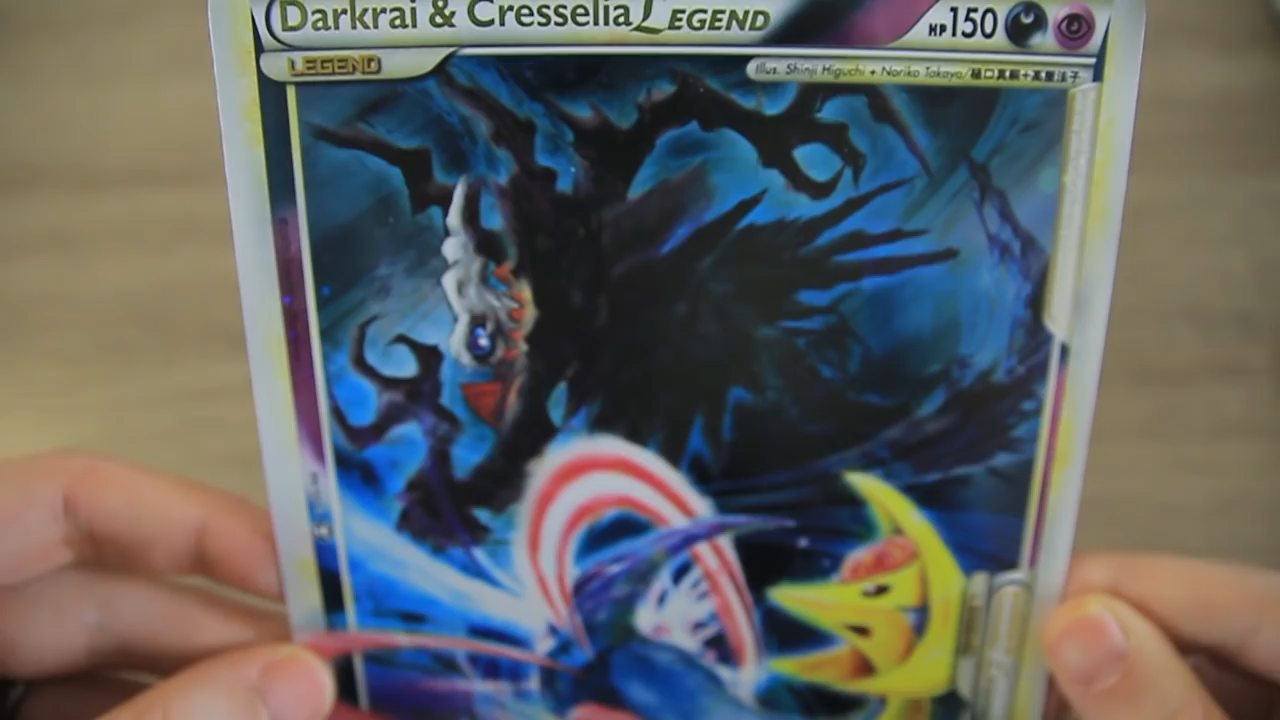 Darkrai & Cresselia LEGEND
HP150
LEGEND
Illus. Shinji Higuchi + Noriko Takaya/樋口真嗣+高屋法子